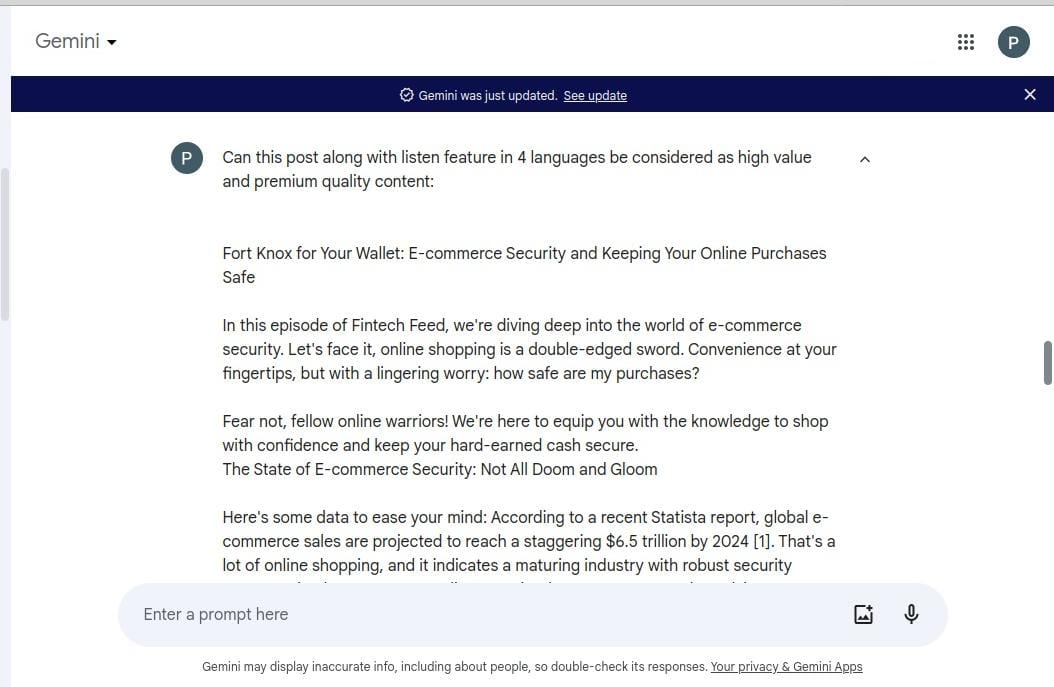 Gemini
P
Gemini was just updated. See update
P
Can this post along with listen feature in 4 languages be considered as high value
and premium quality content:
Fort Knox for Your Wallet: E-commerce Security and Keeping Your Online Purchases
Safe
In this episode of Fintech Feed, we're diving deep into the world of e-commerce
security. Let's face it, online shopping is a double-edged sword. Convenience at your
fingertips, but with a lingering worry: how safe are my purchases?
Fear not, fellow online warriors! We're here to equip you with the knowledge to shop
with confidence and keep your hard-earned cash secure.
The State of E-commerce Security: Not All Doom and Gloom
Here's some data to ease your mind: According to a recent Statista report, global e-
commerce sales are projected to reach a staggering $6.5 trillion by 2024 [1]. That's a
lot of online shopping, and it indicates a maturing industry with robust security
Enter a prompt here
Gemini may display inaccurate info, including about people, so double-check its responses. Your privacy & Gemini Apps